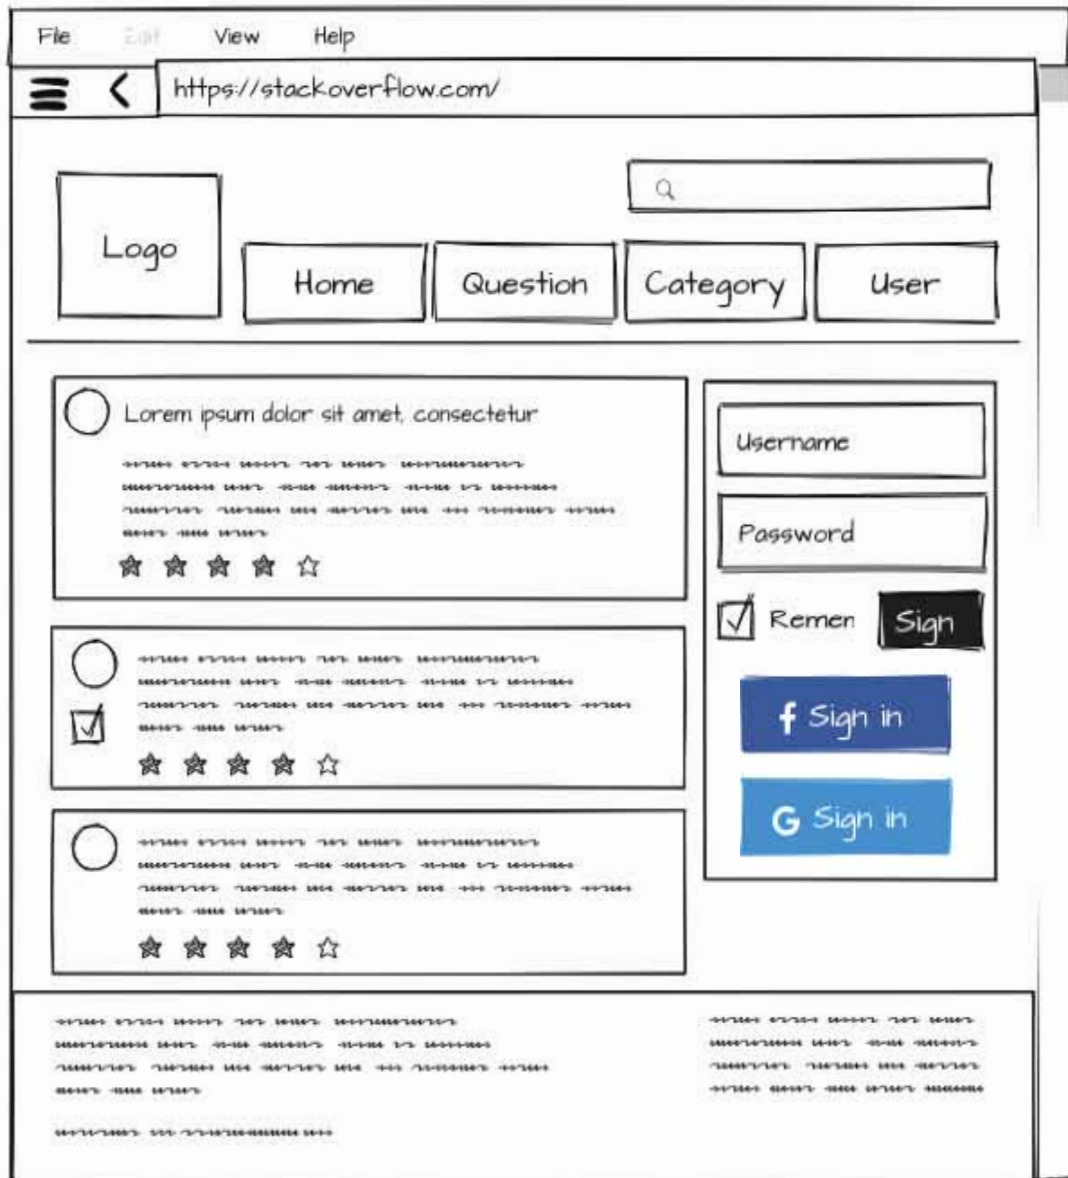 File Edit View Help
https://stackoverflow.com/
Logo
Home Question Category User
Lorem ipsum dolor sit amet, consectetur
Username
Password
Remem Sign
f Sign in
G Sign in